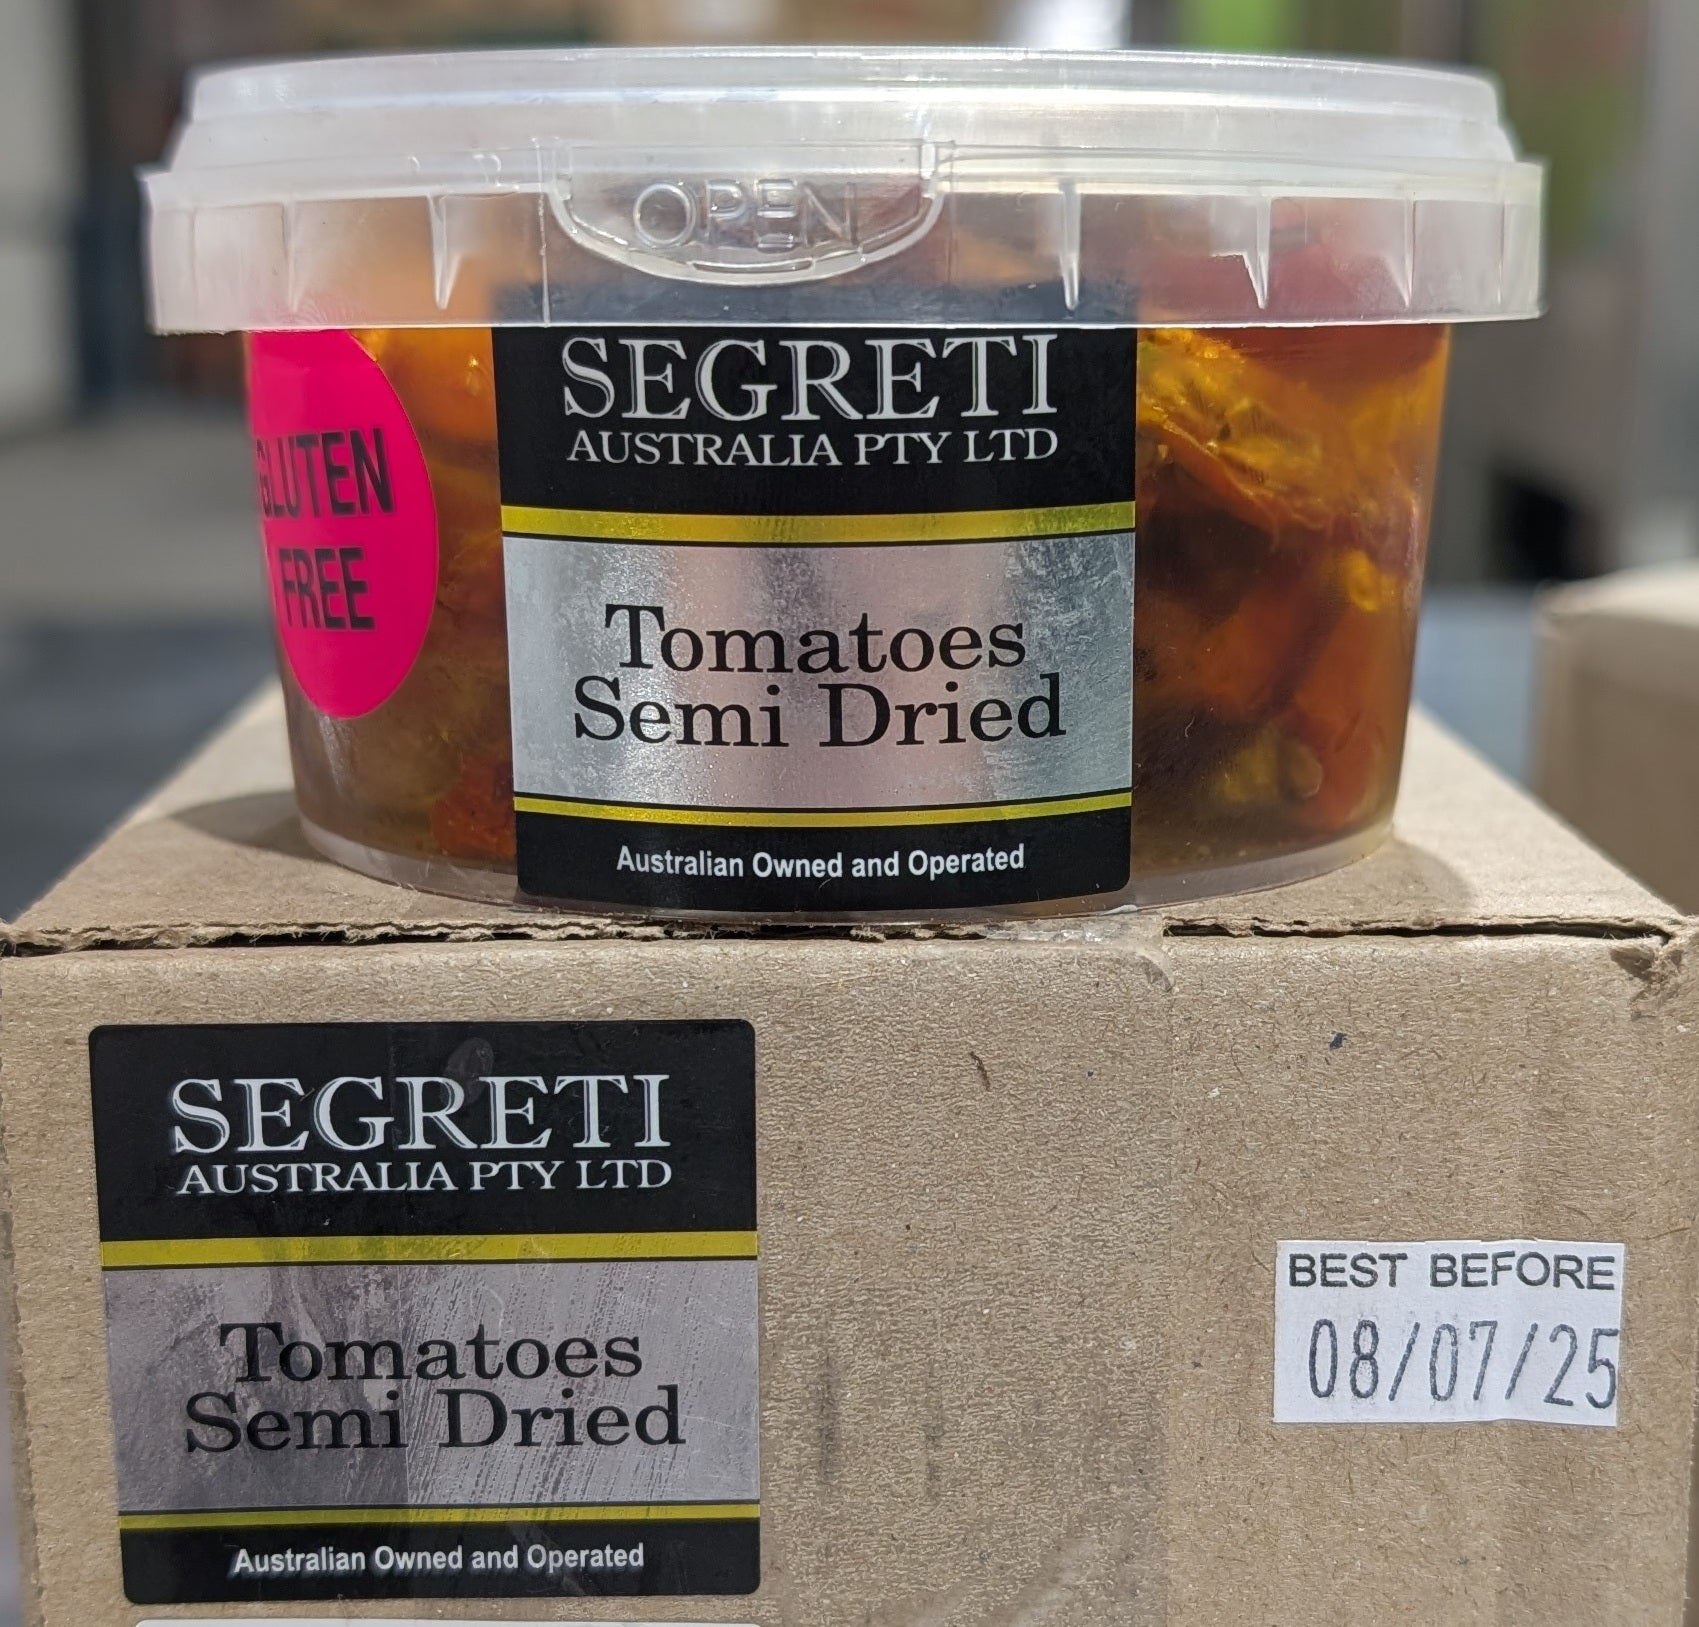 OPEN
GLUTEN
FREE
SEGRETI
AUSTRALIA PTY LTD
Tomatoes
Semi Dried
Australian Owned and Operated
SEGRETI
AUSTRALIA PTY LTD
Tomatoes
Semi Dried
Australian Owned and Operated
BEST BEFORE
08/07/25